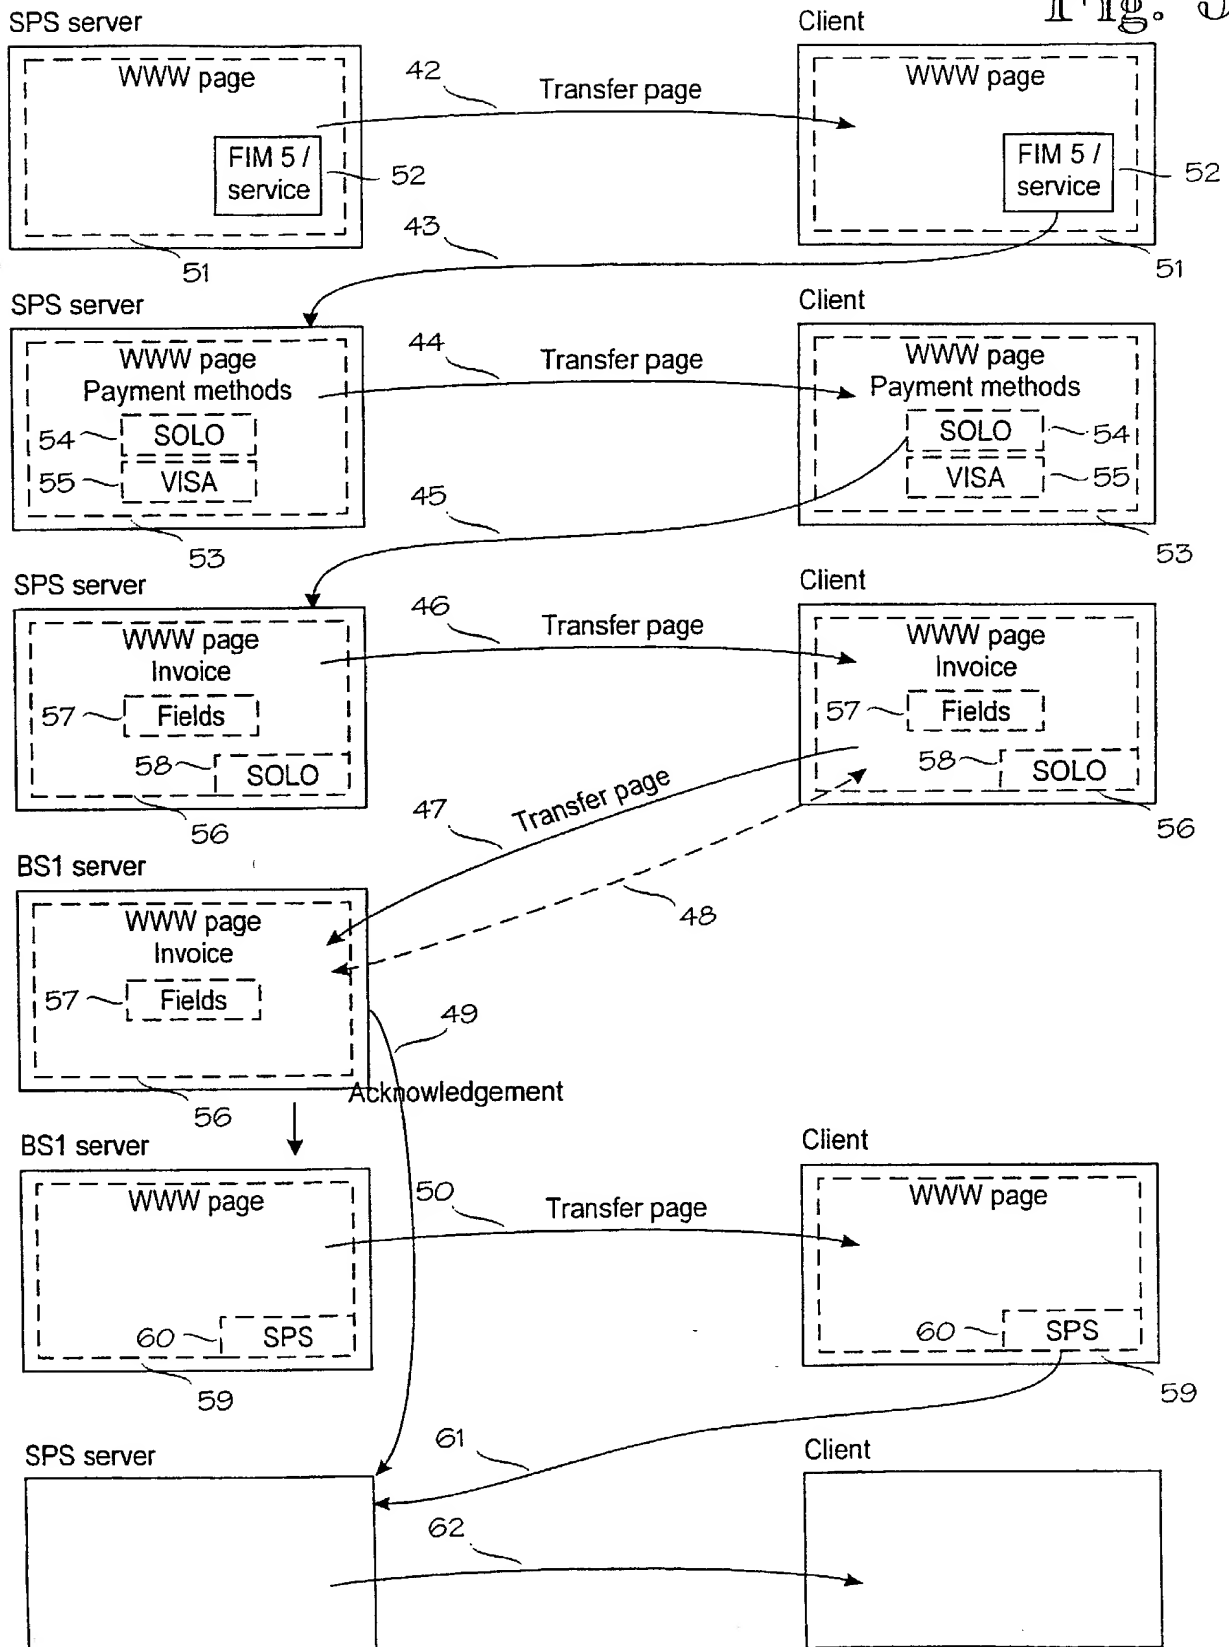 Fig.
SPS server
Client
WWW page
42
Transfer page
WWW page
FIM 5 /
service
52
FIM 5 /
service
52
43
51
51
SPS server
Client
WWW page
Payment methods
44
Transfer page
WWW page
Payment methods
54
SOLO
SOLO
54
55
VISA
VISA
55
45
53
53
SPS server
Client
WWW page
Invoice
46
Transfer page
WWW page
Invoice
57
Fields
57
Fields
58
SOLO
58
SOLO
47
Transfer page
56
56
BS1 server
48
WWW page
Invoice
57
Fields
49
Acknowledgement
56
BS1 server
Client
WWW page
50
Transfer page
WWW page
60
SPS
60
SPS
59
59
SPS server
61
Client
62